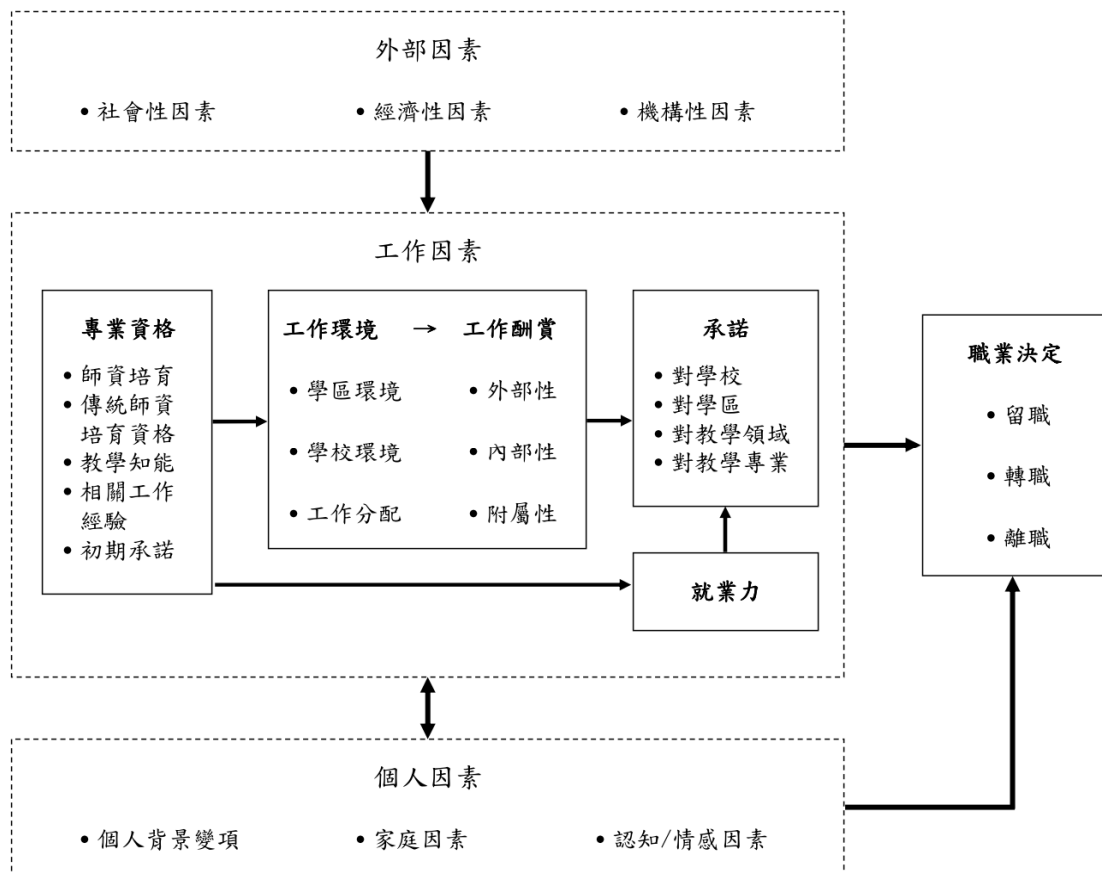 外部因素
• 社會性因素
• 經濟性因素
• 機構性因素
工作因素
專業資格
• 師資培育
• 傳統師資
培育資格
• 教學知能
• 相關工作
經驗
• 初期承諾
工作環境 → 工作酬賞
• 學區環境
• 外部性
• 學校環境
• 內部性
• 工作分配
• 附屬性
承諾
• 對學校
• 對學區
• 對教學領域
• 對教學專業
就業力
職業決定
• 留職
• 轉職
• 離職
個人因素
• 個人背景變項
• 家庭因素
• 認知/情感因素